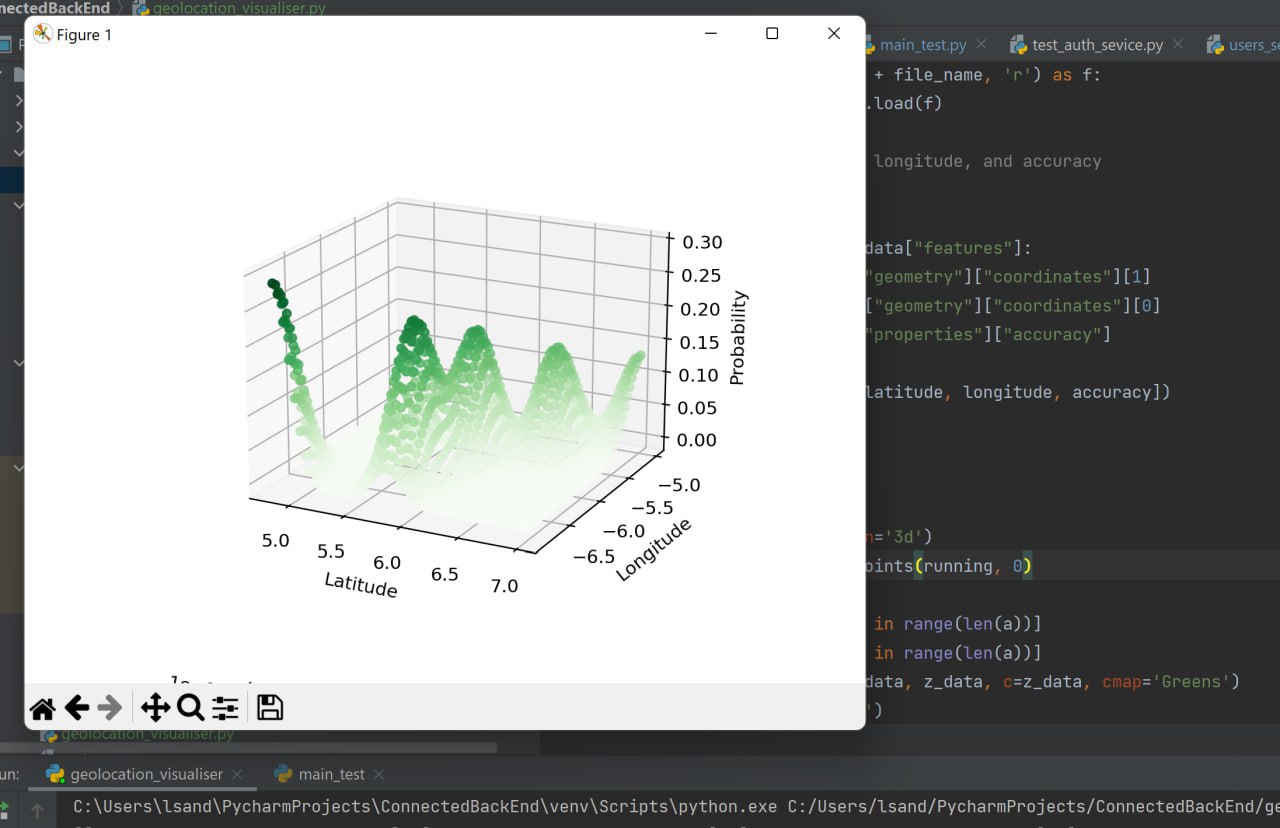 nectedBackEnd
geolocation_visualiser.py
Figure 1
main_test.py
test_auth_sevice.py
+ file_name, 'r') as f:
.load(f)
longitude, and accuracy
data["features"]:
"geometry"]["coordinates"][1]
["geometry"]["coordinates"][0]
"properties"]["accuracy"]
latitude, longitude, accuracy])
='3d')
oints(running, 0)
in range(len(a))]
in range(len(a))]
data, z_data, c=z_data, cmap='Greens')
')
0.30
0.25
0.20
0.15
0.10
0.05
0.00
Probability
−5.0
−5.5
−6.0
−6.5
Longitude
5.0
5.5
6.0
6.5
7.0
Latitude
geolocation_visualiser.py
un:
geolocation_visualiser
main_test
C:\Users\lsand\PycharmProjects\ConnectedBackEnd\venv\Scripts\python.exe C:/Users/lsand/PycharmProjects/ConnectedBackEnd/ge